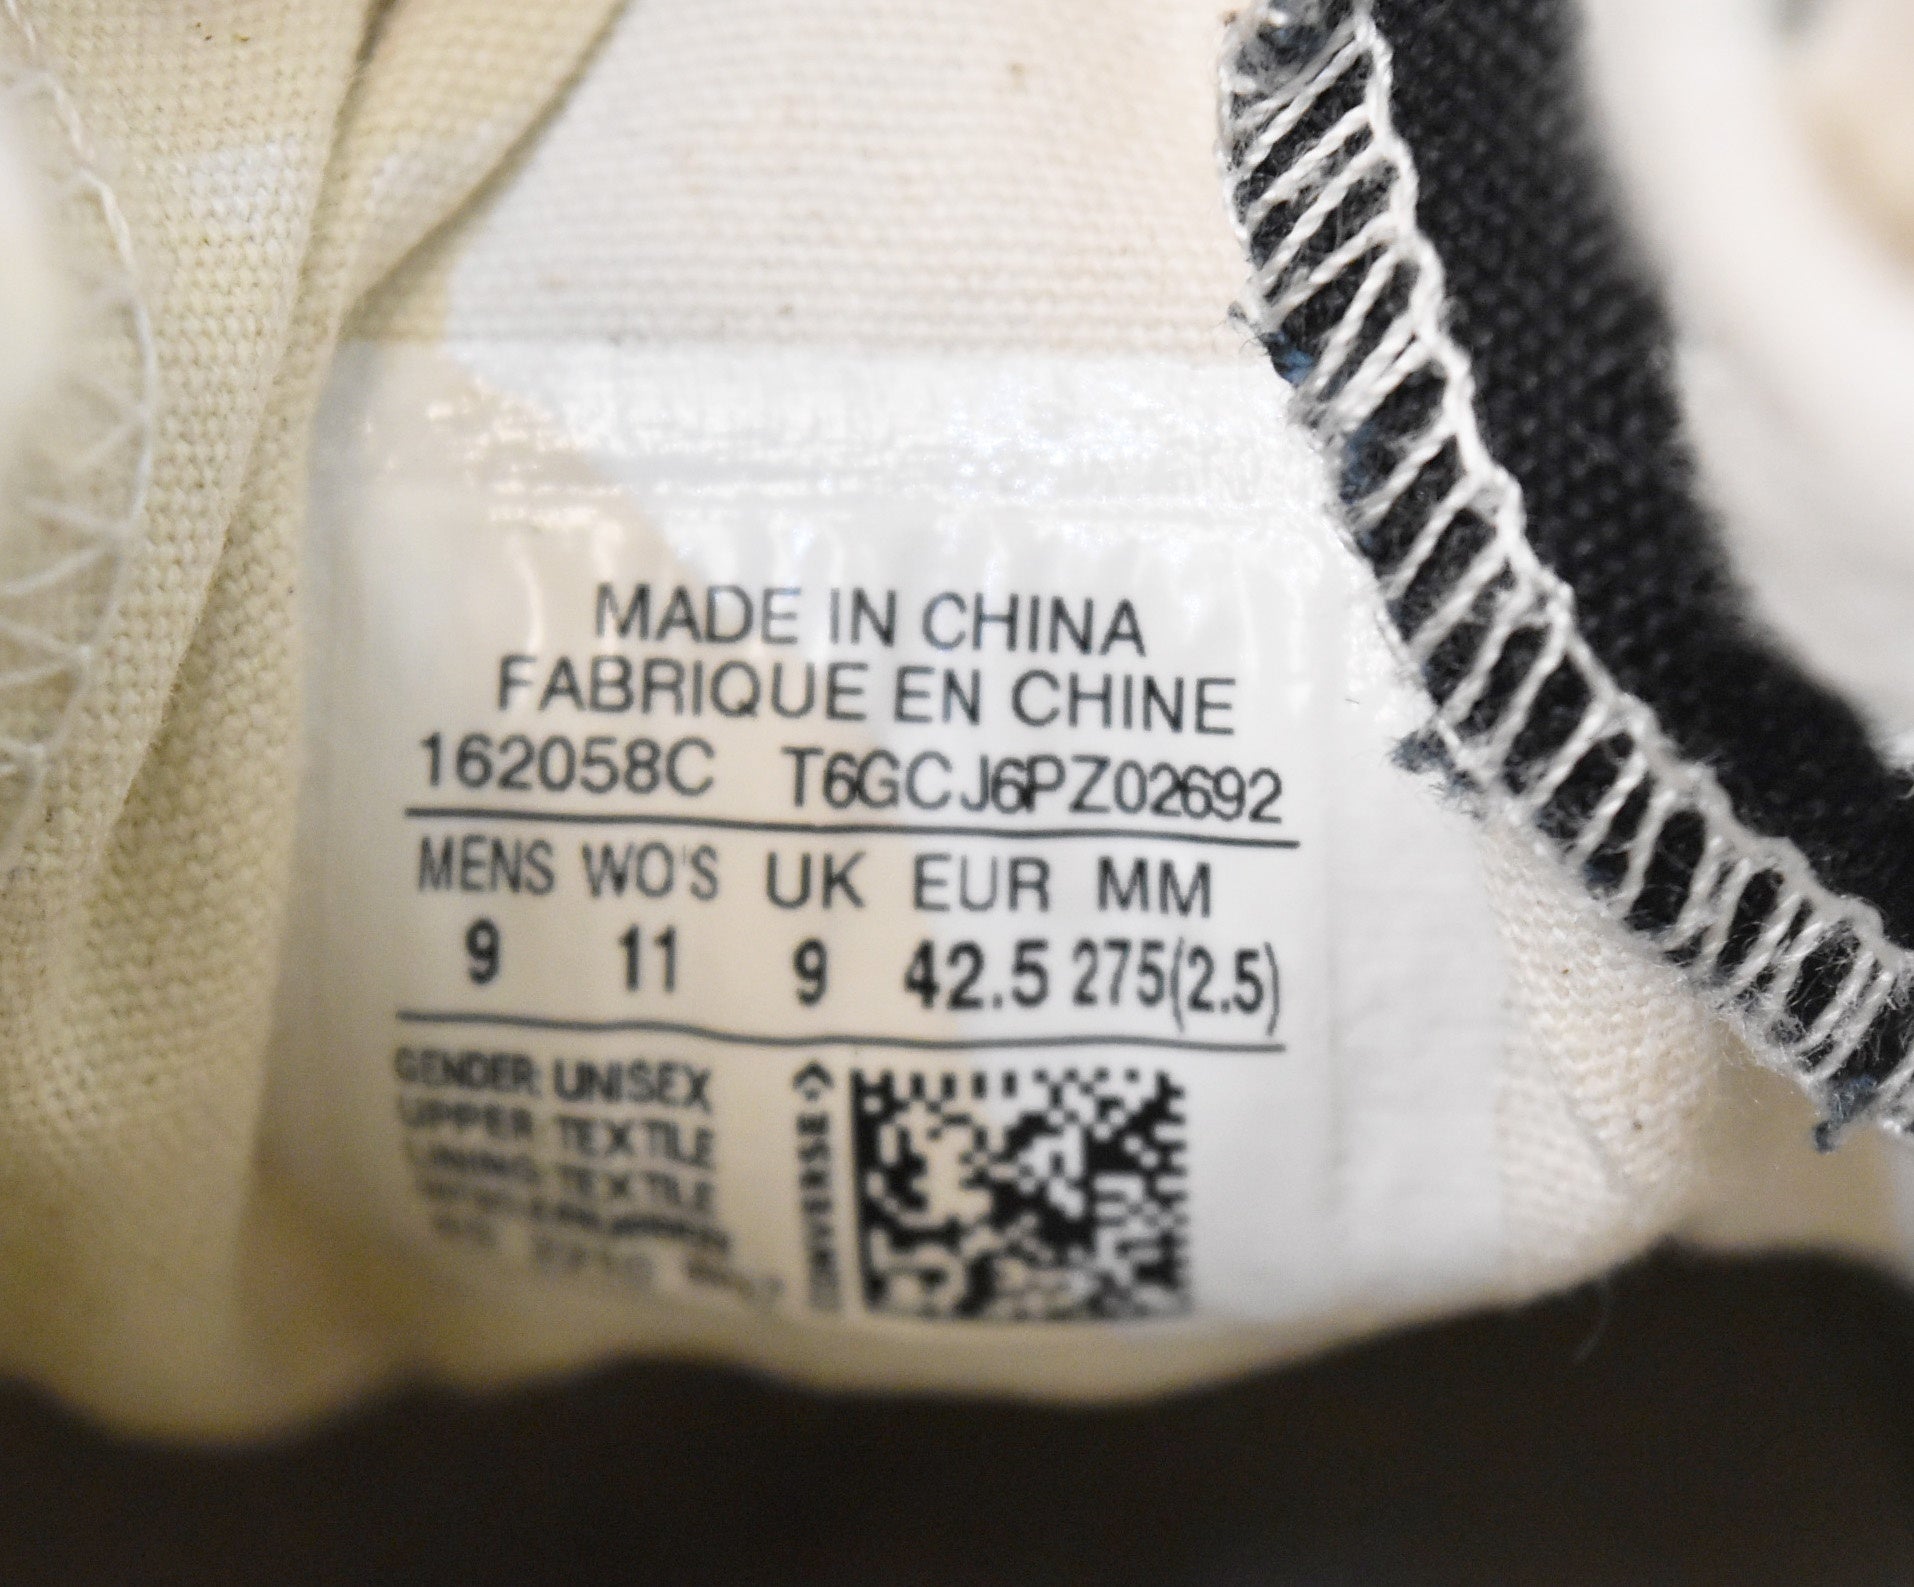 MADE IN CHINA
FABRIQUE EN CHINE
162058C T6GCJ6PZ02692
MENS WO'S UK EUR MM
9 11 9 42.5 275(2.5)
GENDER: UNISEX
UPPER TEXTILE
LINING TEXTILE
CONVERSE